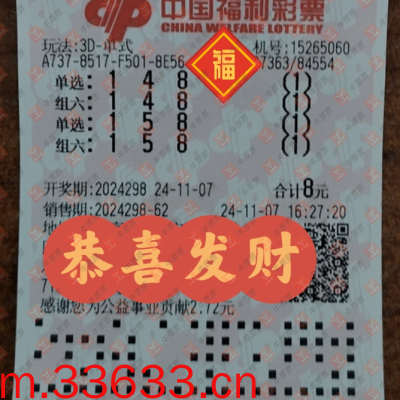 中国福利彩票
CHINA WELFARE LOTTERY
玩法:3D-单式 机号:15265060
A737-8517-F501-8E56 7363/84554
福
单选: 1 4 8 (1)
组六: 1 4 8 (1)
单选: 1 5 8 (1)
组六: 1 5 8 (1)
开奖期:2024298 24-11-07 合计8元
销售期:2024298-62 24-11-07 16:27:20
恭喜发财
感谢您为公益事业贡献2.72元
m.33633.cn